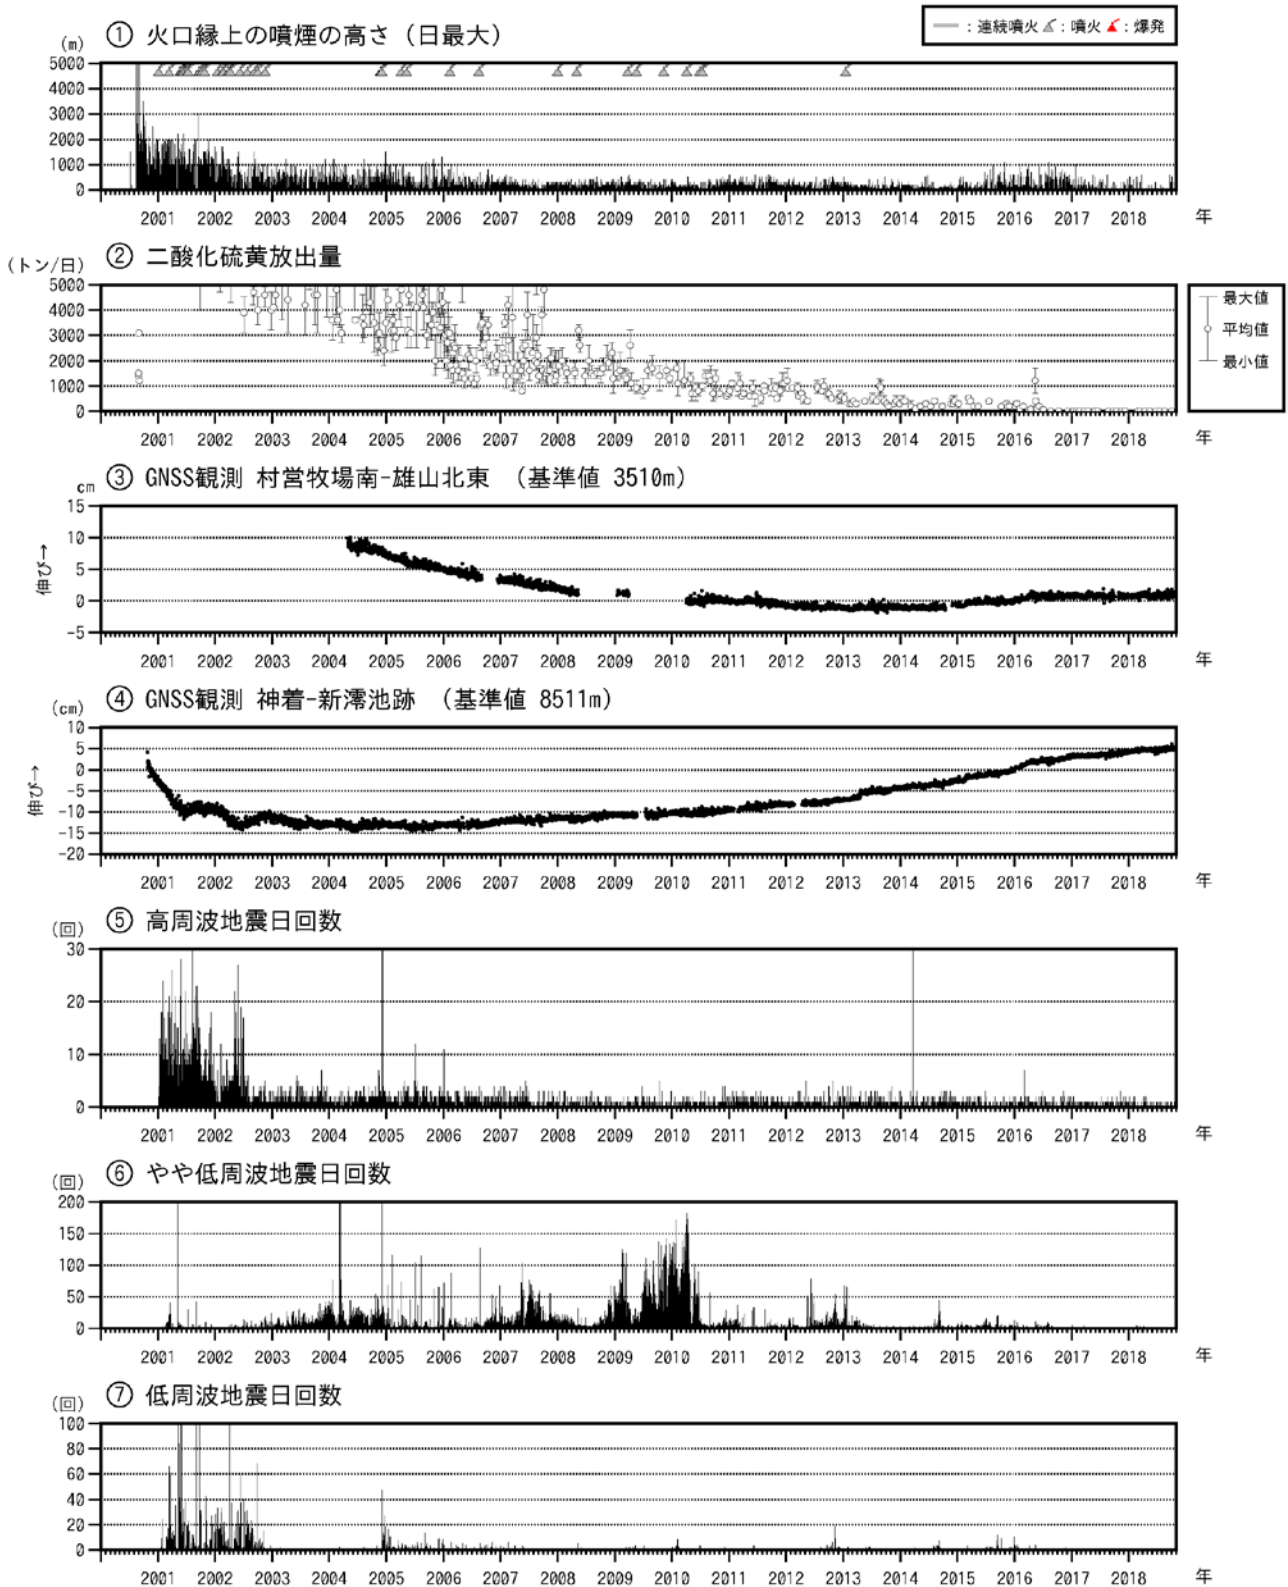 ① 火口縁上の噴煙の高さ（日最大）
：連続噴火 ：噴火 ：爆発
(m)
5000
4000
3000
2000
1000
0
2001 2002 2003 2004 2005 2006 2007 2008 2009 2010 2011 2012 2013 2014 2015 2016 2017 2018 年
② 二酸化硫黄放出量
(トン/日)
5000
4000
3000
2000
1000
0
最大値
平均値
最小値
2001 2002 2003 2004 2005 2006 2007 2008 2009 2010 2011 2012 2013 2014 2015 2016 2017 2018 年
③ GNSS観測 村営牧場南-雄山北東 （基準値 3510m）
cm
15
10
5
0
-5
伸び→
2001 2002 2003 2004 2005 2006 2007 2008 2009 2010 2011 2012 2013 2014 2015 2016 2017 2018 年
④ GNSS観測 神着-新澪池跡 （基準値 8511m）
(cm)
10
5
0
-5
-10
-15
-20
伸び→
2001 2002 2003 2004 2005 2006 2007 2008 2009 2010 2011 2012 2013 2014 2015 2016 2017 2018 年
⑤ 高周波地震日回数
(回)
30
20
10
0
2001 2002 2003 2004 2005 2006 2007 2008 2009 2010 2011 2012 2013 2014 2015 2016 2017 2018 年
⑥ やや低周波地震日回数
(回)
200
150
100
50
0
2001 2002 2003 2004 2005 2006 2007 2008 2009 2010 2011 2012 2013 2014 2015 2016 2017 2018 年
⑦ 低周波地震日回数
(回)
100
80
60
40
20
0
2001 2002 2003 2004 2005 2006 2007 2008 2009 2010 2011 2012 2013 2014 2015 2016 2017 2018 年